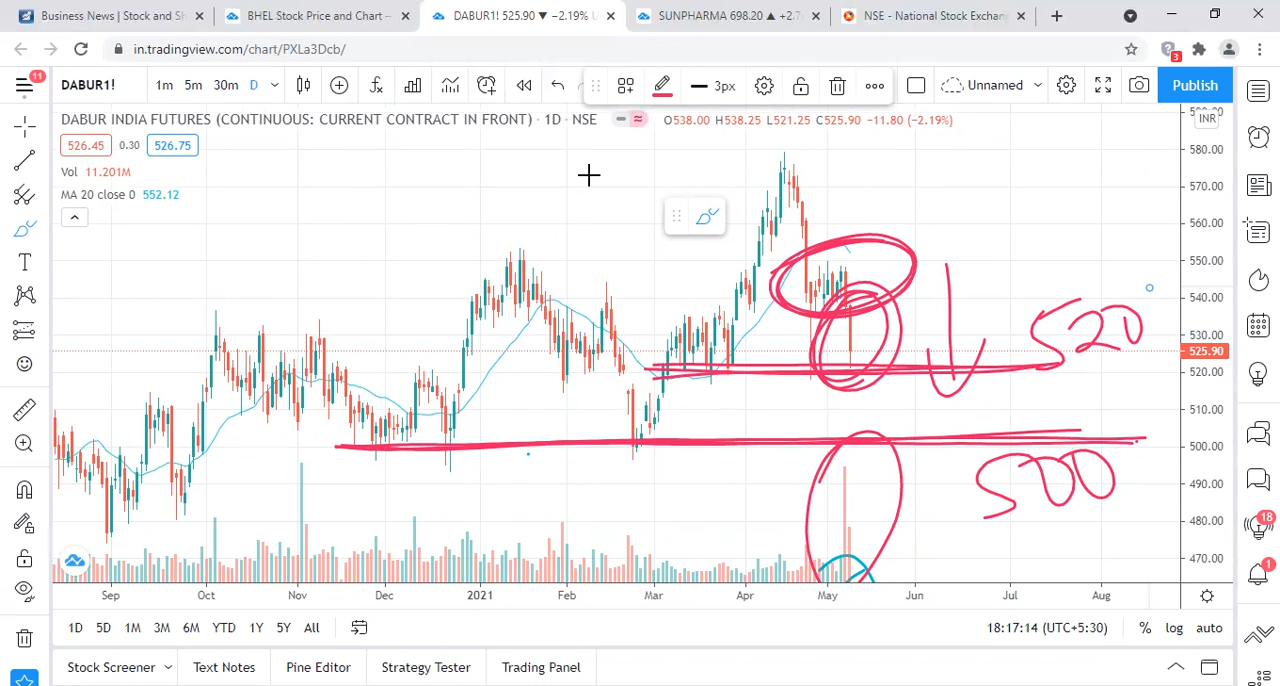 Business News | Stock and Sh
BHEL Stock Price and Chart —
DABUR1! 525.90 ▼ −2.19% U
SUNPHARMA 698.20 ▲ +2.7
NSE - National Stock Exchan
in.tradingview.com/chart/PXLa3Dcb/
3
11
DABUR1!
1m 5m 30m D
3px
Unnamed
Publish
DABUR INDIA FUTURES (CONTINUOUS: CURRENT CONTRACT IN FRONT) · 1D · NSE
O538.00 H538.25 L521.25 C525.90 −11.80 (−2.19%)
INR
526.45 0.30 526.75
Vol 11.201M
MA 20 close 0 552.12
580.00
570.00
560.00
550.00
540.00
530.00
525.90
520.00
510.00
500.00
490.00
480.00
470.00
520
500
18
1
Sep Oct Nov Dec 2021 Feb Mar Apr May Jun Jul Aug
1D 5D 1M 3M 6M YTD 1Y 5Y All
18:17:14 (UTC+5:30) % log auto
Stock Screener Text Notes Pine Editor Strategy Tester Trading Panel